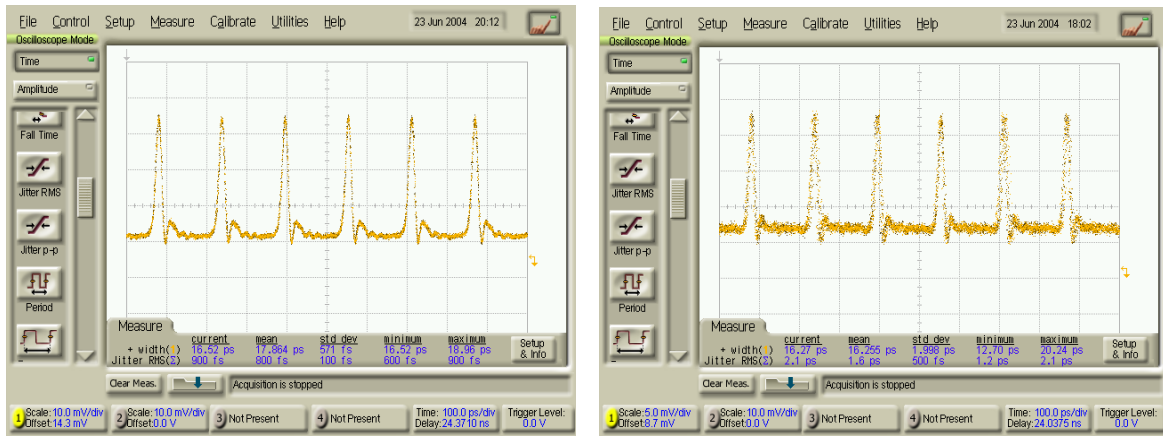 File Control Setup Measure Calibrate Utilities Help 23 Jun 2004 20:12
Oscilloscope Mode
Time
Amplitude
Fall Time
Jitter RMS
Jitter p-p
Period
Measure
current mean std dev minimum maximum
+ width( ) 16.52 ps 17.864 ps 571 fs 16.52 ps 18.96 ps
Jitter RMS(Σ) 900 fs 800 fs 100 fs 600 fs 900 fs
Setup
& Info
Clear Meas. Acquisition is stopped
1 Scale:10.0 mV/div 2 Scale:10.0 mV/div 3 Not Present 4 Not Present Time: 100.0 ps/div Trigger Level:
Offset:14.3 mV Offset:0.0 V Delay:24.3710 ns 0.0 V
File Control Setup Measure Calibrate Utilities Help 23 Jun 2004 18:02
Oscilloscope Mode
Time
Amplitude
Fall Time
Jitter RMS
Jitter p-p
Period
Measure
current mean std dev minimum maximum
+ width( ) 16.27 ps 16.255 ps 1.998 ps 12.70 ps 20.24 ps
Jitter RMS(Σ) 2.1 ps 1.6 ps 500 fs 1.2 ps 2.1 ps
Setup
& Info
Clear Meas. Acquisition is stopped
1 Scale:5.0 mV/div 2 Scale:10.0 mV/div 3 Not Present 4 Not Present Time: 100.0 ps/div Trigger Level:
Offset:8.7 mV Offset:0.0 V Delay:24.0375 ns 0.0 V